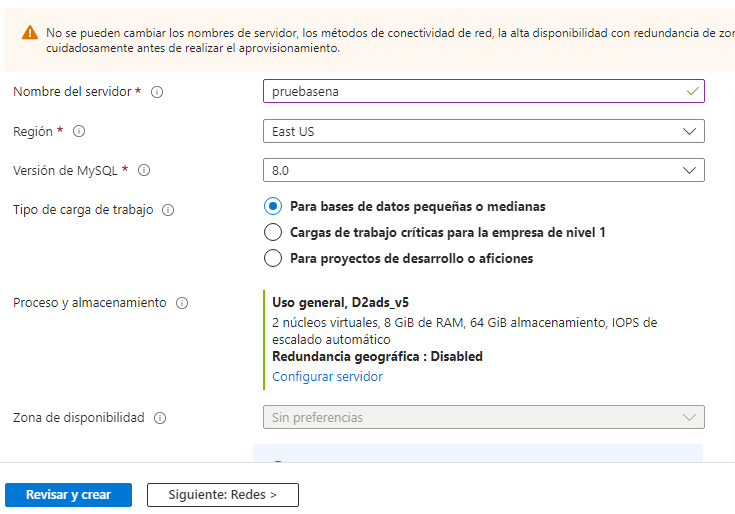 No se pueden cambiar los nombres de servidor, los métodos de conectividad de red, la alta disponibilidad con redundancia de zon
cuidadosamente antes de realizar el aprovisionamiento.
Nombre del servidor *
pruebasena
Región *
East US
Versión de MySQL *
8.0
Tipo de carga de trabajo
Para bases de datos pequeñas o medianas
Cargas de trabajo críticas para la empresa de nivel 1
Para proyectos de desarrollo o aficiones
Proceso y almacenamiento
Uso general, D2ads_v5
2 núcleos virtuales, 8 GiB de RAM, 64 GiB almacenamiento, IOPS de
escalado automático
Redundancia geográfica : Disabled
Configurar servidor
Zona de disponibilidad
Sin preferencias
Revisar y crear
Siguiente: Redes >